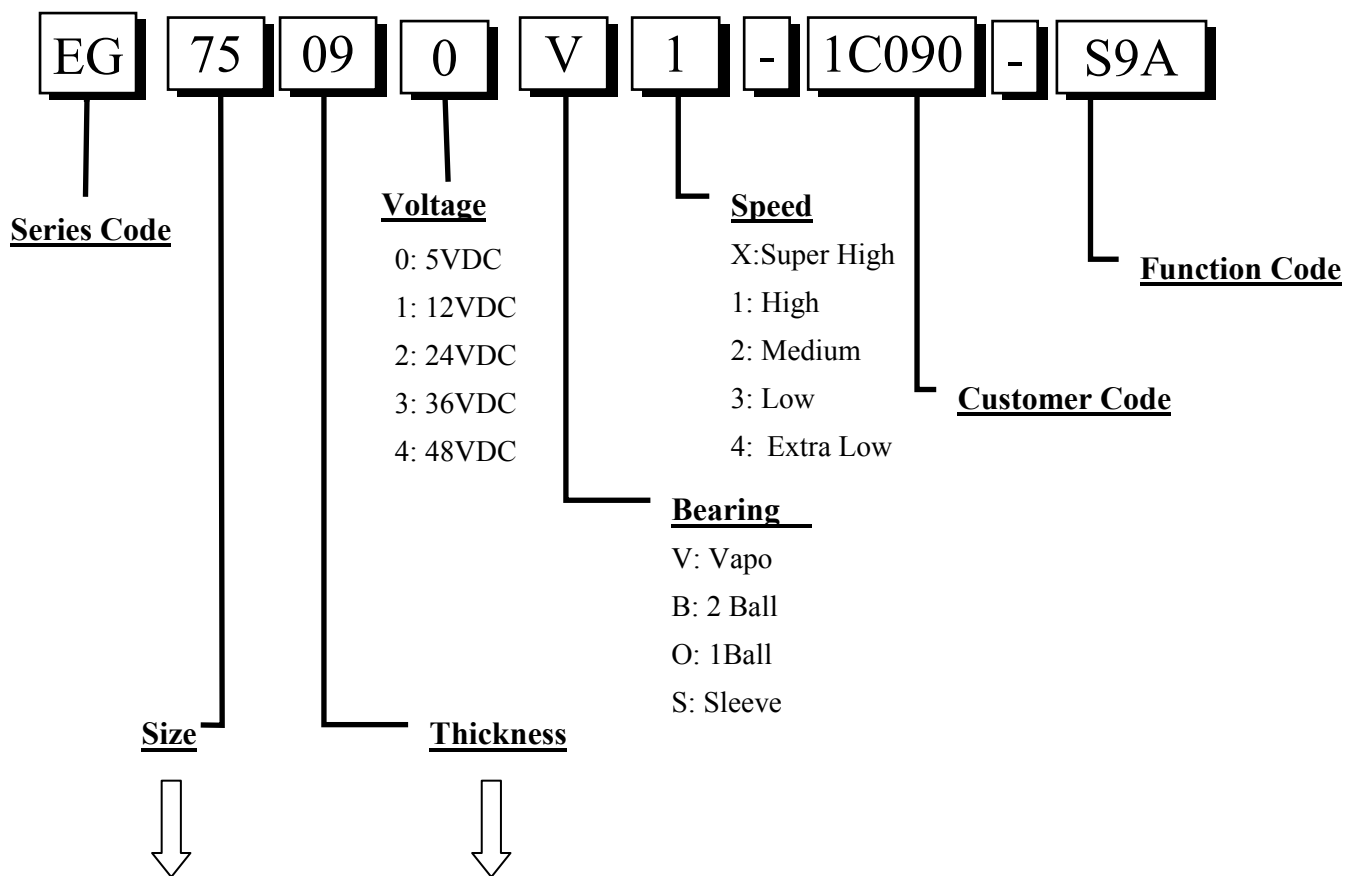 EG 75 09 0 V 1 - 1C090 - S9A
Series Code
Voltage
0: 5VDC
1: 12VDC
2: 24VDC
3: 36VDC
4: 48VDC
Speed
X:Super High
1: High
2: Medium
3: Low
4: Extra Low
Function Code
Customer Code
Bearing
V: Vapo
B: 2 Ball
O: 1Ball
S: Sleeve
Size
Thickness